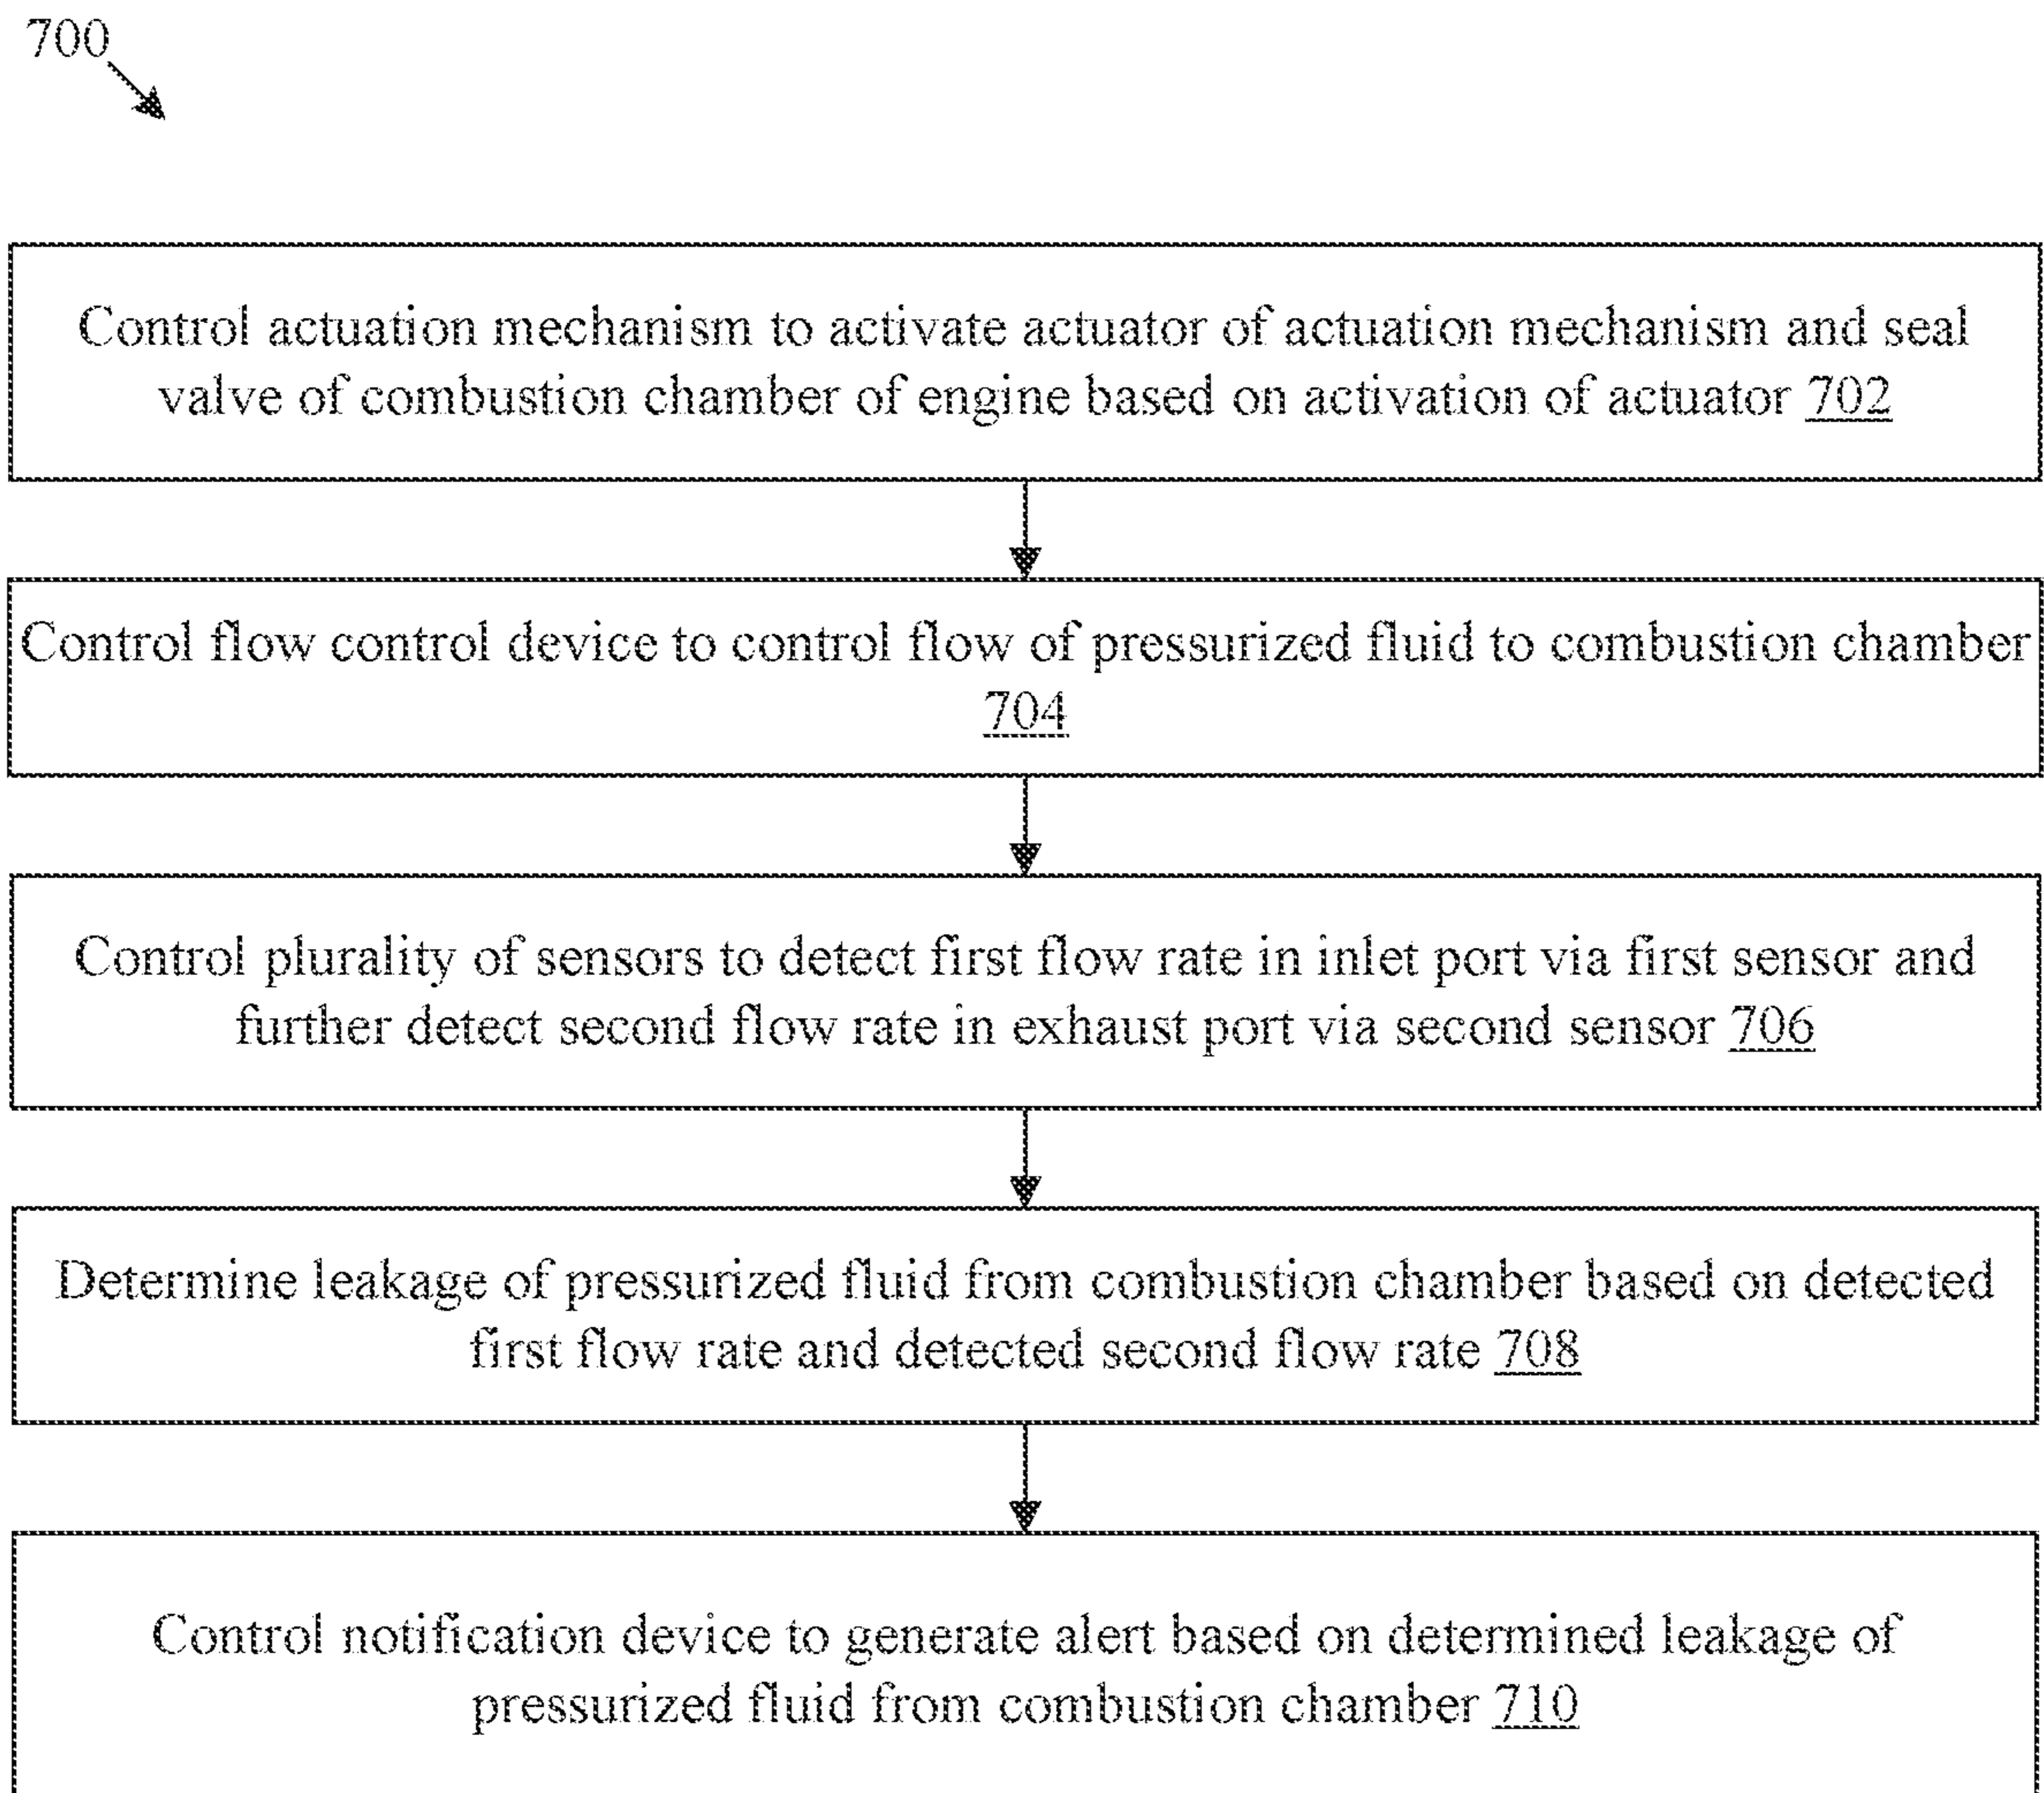 700
Control actuation mechanism to activate actuator of actuation mechanism and seal
valve of combustion chamber of engine based on activation of actuator 702
Control flow control device to control flow of pressurized fluid to combustion chamber
704
Control plurality of sensors to detect first flow rate in inlet port via first sensor and
further detect second flow rate in exhaust port via second sensor 706
Determine leakage of pressurized fluid from combustion chamber based on detected
first flow rate and detected second flow rate 708
Control notification device to generate alert based on determined leakage of
pressurized fluid from combustion chamber 710